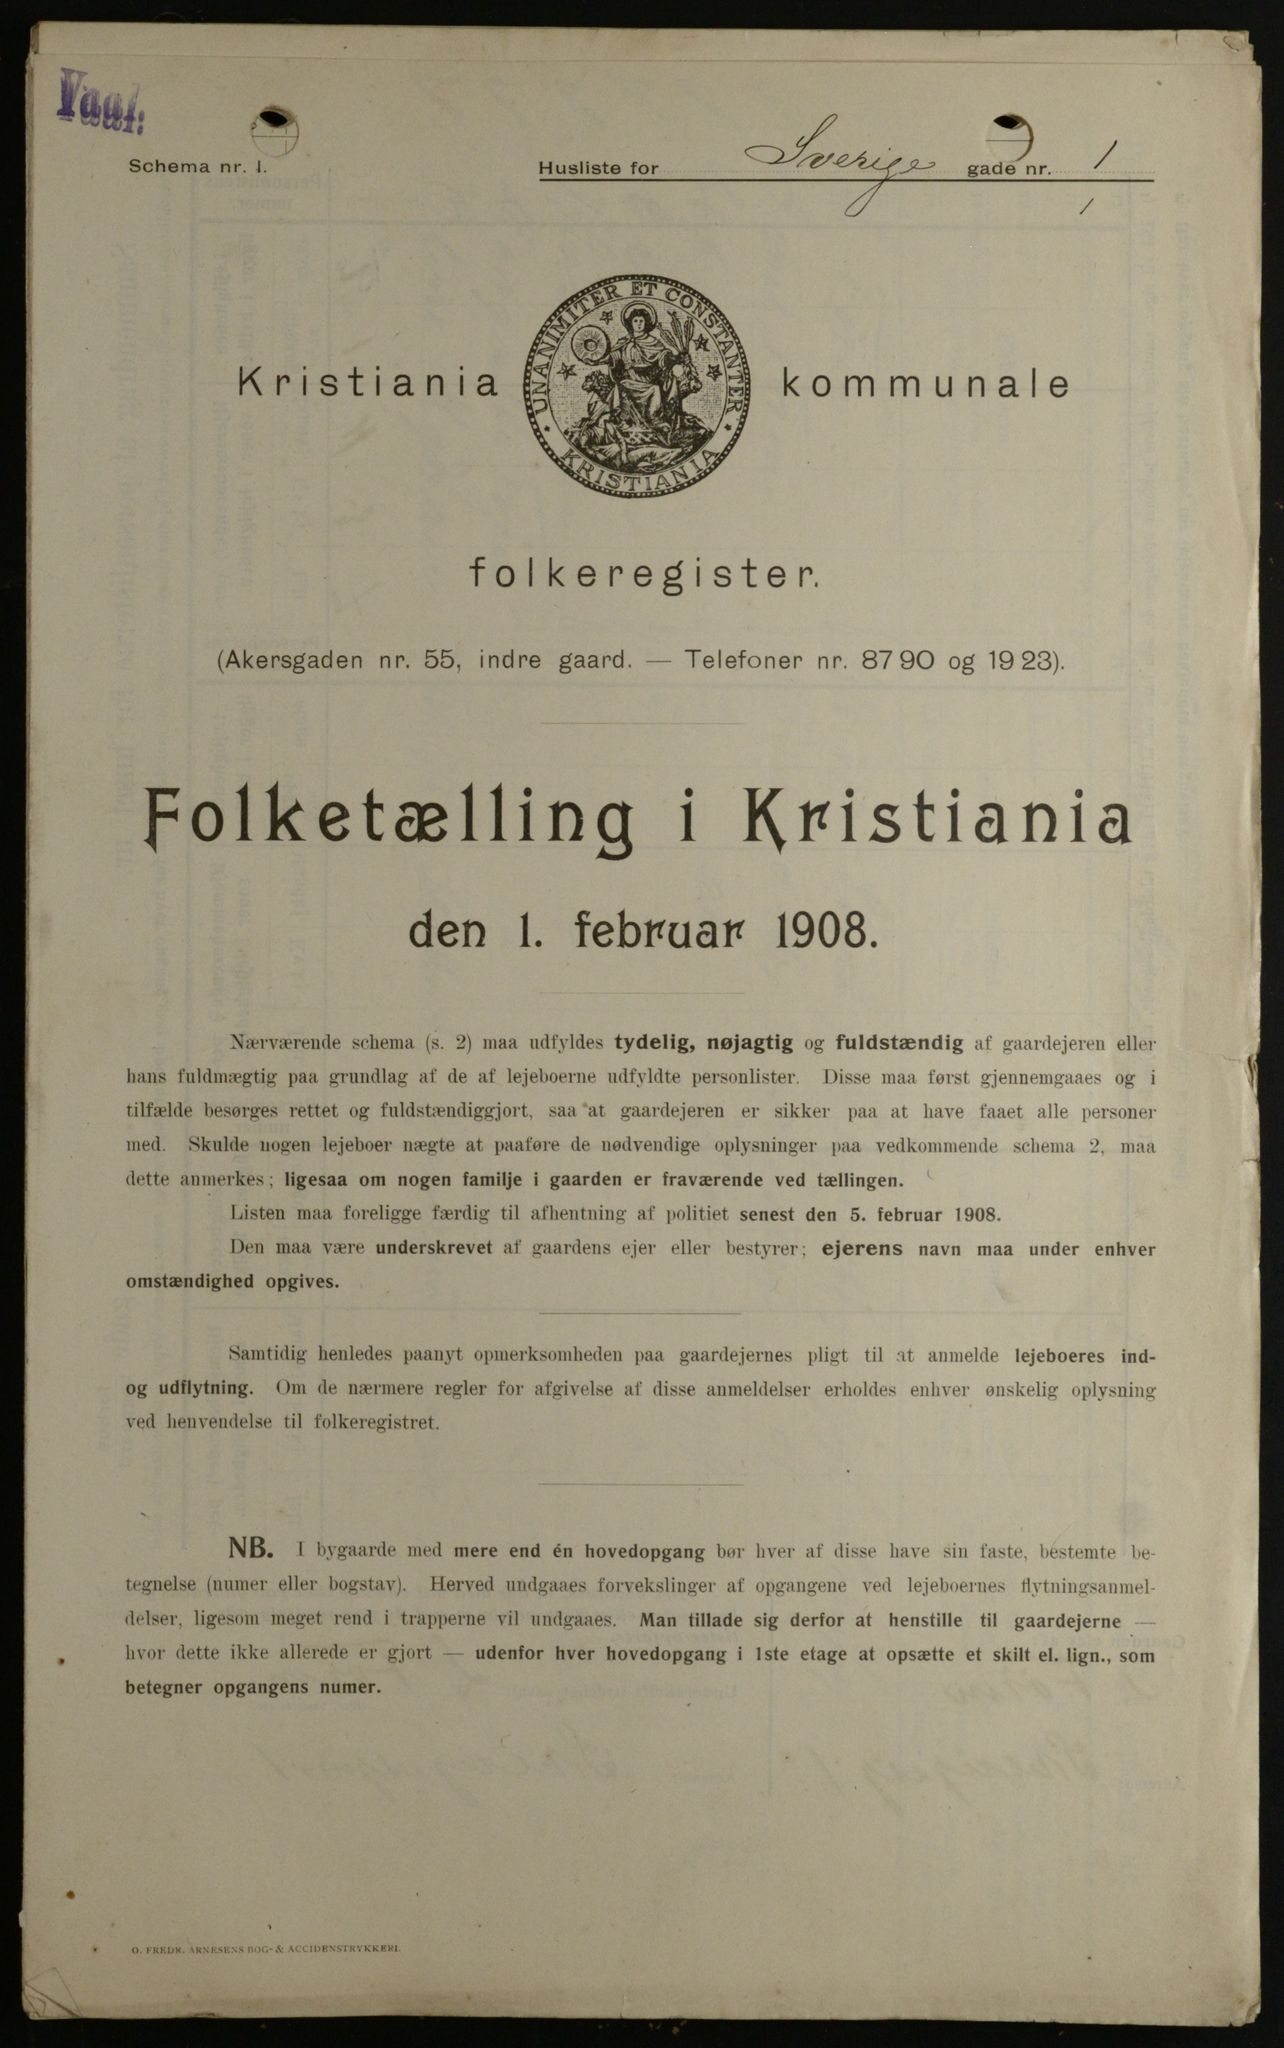 Vaal.
Schema nr. 1.
Husliste for Sverige gade nr. 1
1
UNANIMITER ET CONSTANTER
KRISTIANIA
Kristiania kommunale
folkeregister.
(Akersgaden nr. 55, indre gaard. — Telefoner nr. 8790 og 1923).
Folketælling i Kristiania
den 1. februar 1908.
Nærværende schema (s. 2) maa udfyldes tydelig, nøjagtig og fuldstændig af gaardejeren eller
hans fuldmægtig paa grundlag af de af lejeboerne udfyldte personlister. Disse maa først gjennemgaaes og i
tilfælde besørges rettet og fuldstændiggjort, saa at gaardejeren er sikker paa at have faaet alle personer
med. Skulde nogen lejeboer nægte at paaføre de nødvendige oplysninger paa vedkommende schema 2, maa
dette anmerkes; ligesaa om nogen familje i gaarden er fraværende ved tællingen.
Listen maa foreligge færdig til afhentning af politiet senest den 5. februar 1908.
Den maa være underskrevet af gaardens ejer eller bestyrer; ejerens navn maa under enhver
omstændighed opgives.
Samtidig henledes paanyt opmerksomheden paa gaardejernes pligt til at anmelde lejeboeres ind-
og udflytning. Om de nærmere regler for afgivelse af disse anmeldelser erholdes enhver ønskelig oplysning
ved henvendelse til folkeregistret.
NB. I bygaarde med mere end én hovedopgang bør hver af disse have sin faste, bestemte be-
tegnelse (numer eller bogstav). Herved undgaaes forvekslinger af opgangene ved lejeboernes flytningsanmel-
delser, ligesom meget rend i trapperne vil undgaaes. Man tillade sig derfor at henstille til gaardejerne —
hvor dette ikke allerede er gjort — udenfor hver hovedopgang i 1ste etage at opsætte et skilt el. lign., som
betegner opgangens numer.
O. FREDR. ARNESENS BOG- & ACCIDENSTRYKKERI.